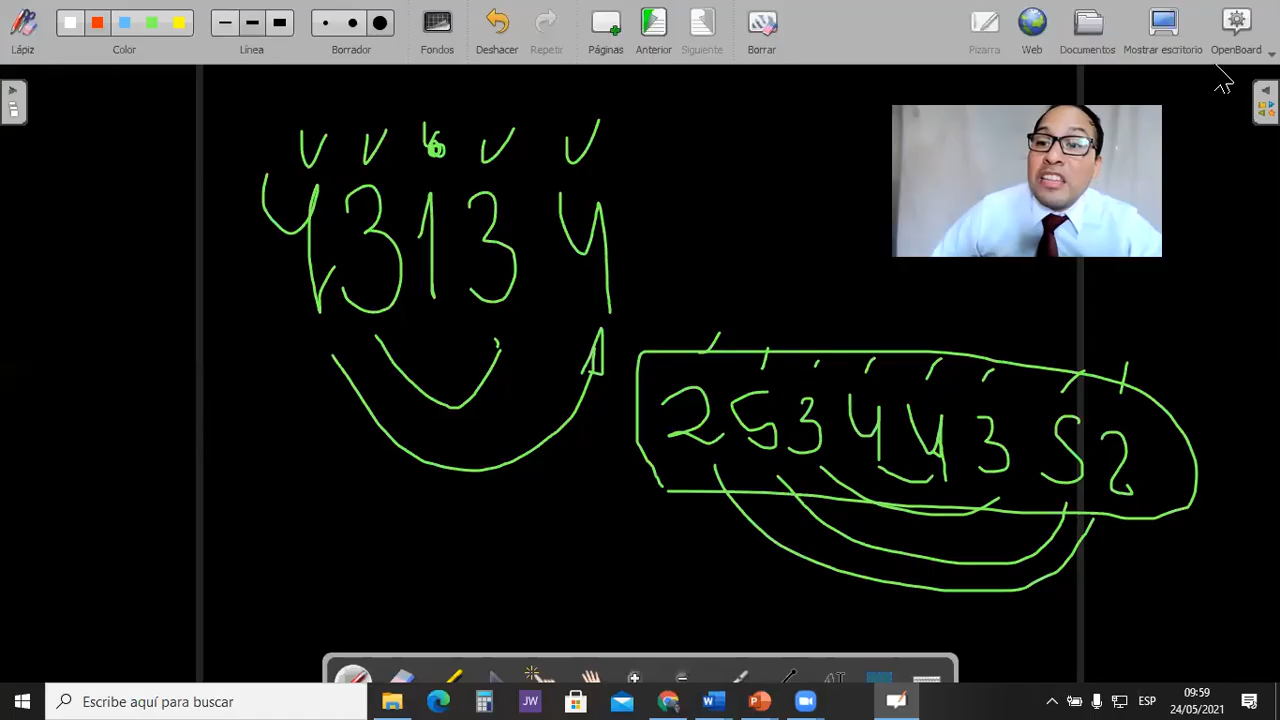 Lápiz
Color
Línea
Borrador
Fondos
Deshacer
Repetir
Páginas
Anterior
Siguiente
Borrar
Pizarra
Web
Documentos
Mostrar escritorio
OpenBoard
43134
25344352
Escribe aquí para buscar
JW
ESP
09:59
24/05/2021